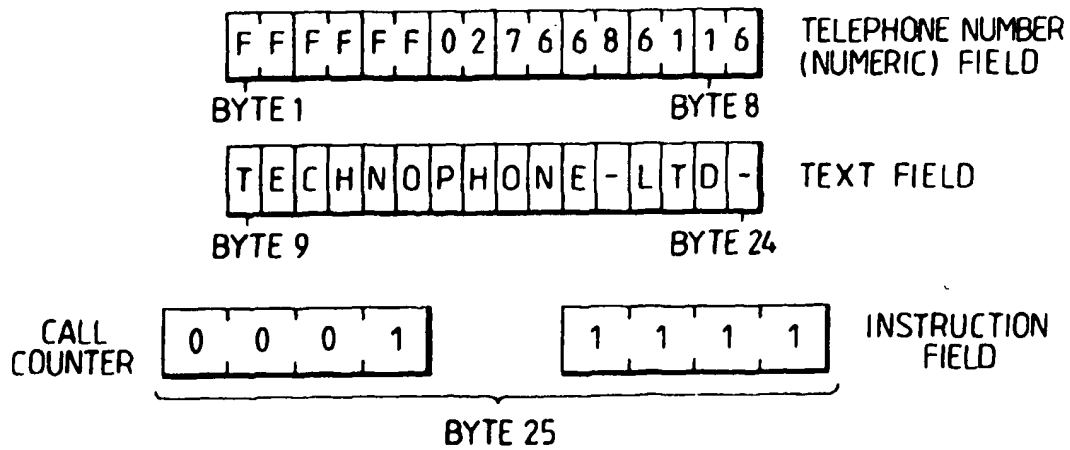 F F F F F F 0 2 7 6 6 8 6 1 1 6
TELEPHONE NUMBER
(NUMERIC) FIELD
BYTE 1
BYTE 8
T E C H N O P H O N E - L T D -
TEXT FIELD
BYTE 9
BYTE 24
CALL
COUNTER
0 0 0 1
1 1 1 1
INSTRUCTION
FIELD
BYTE 25